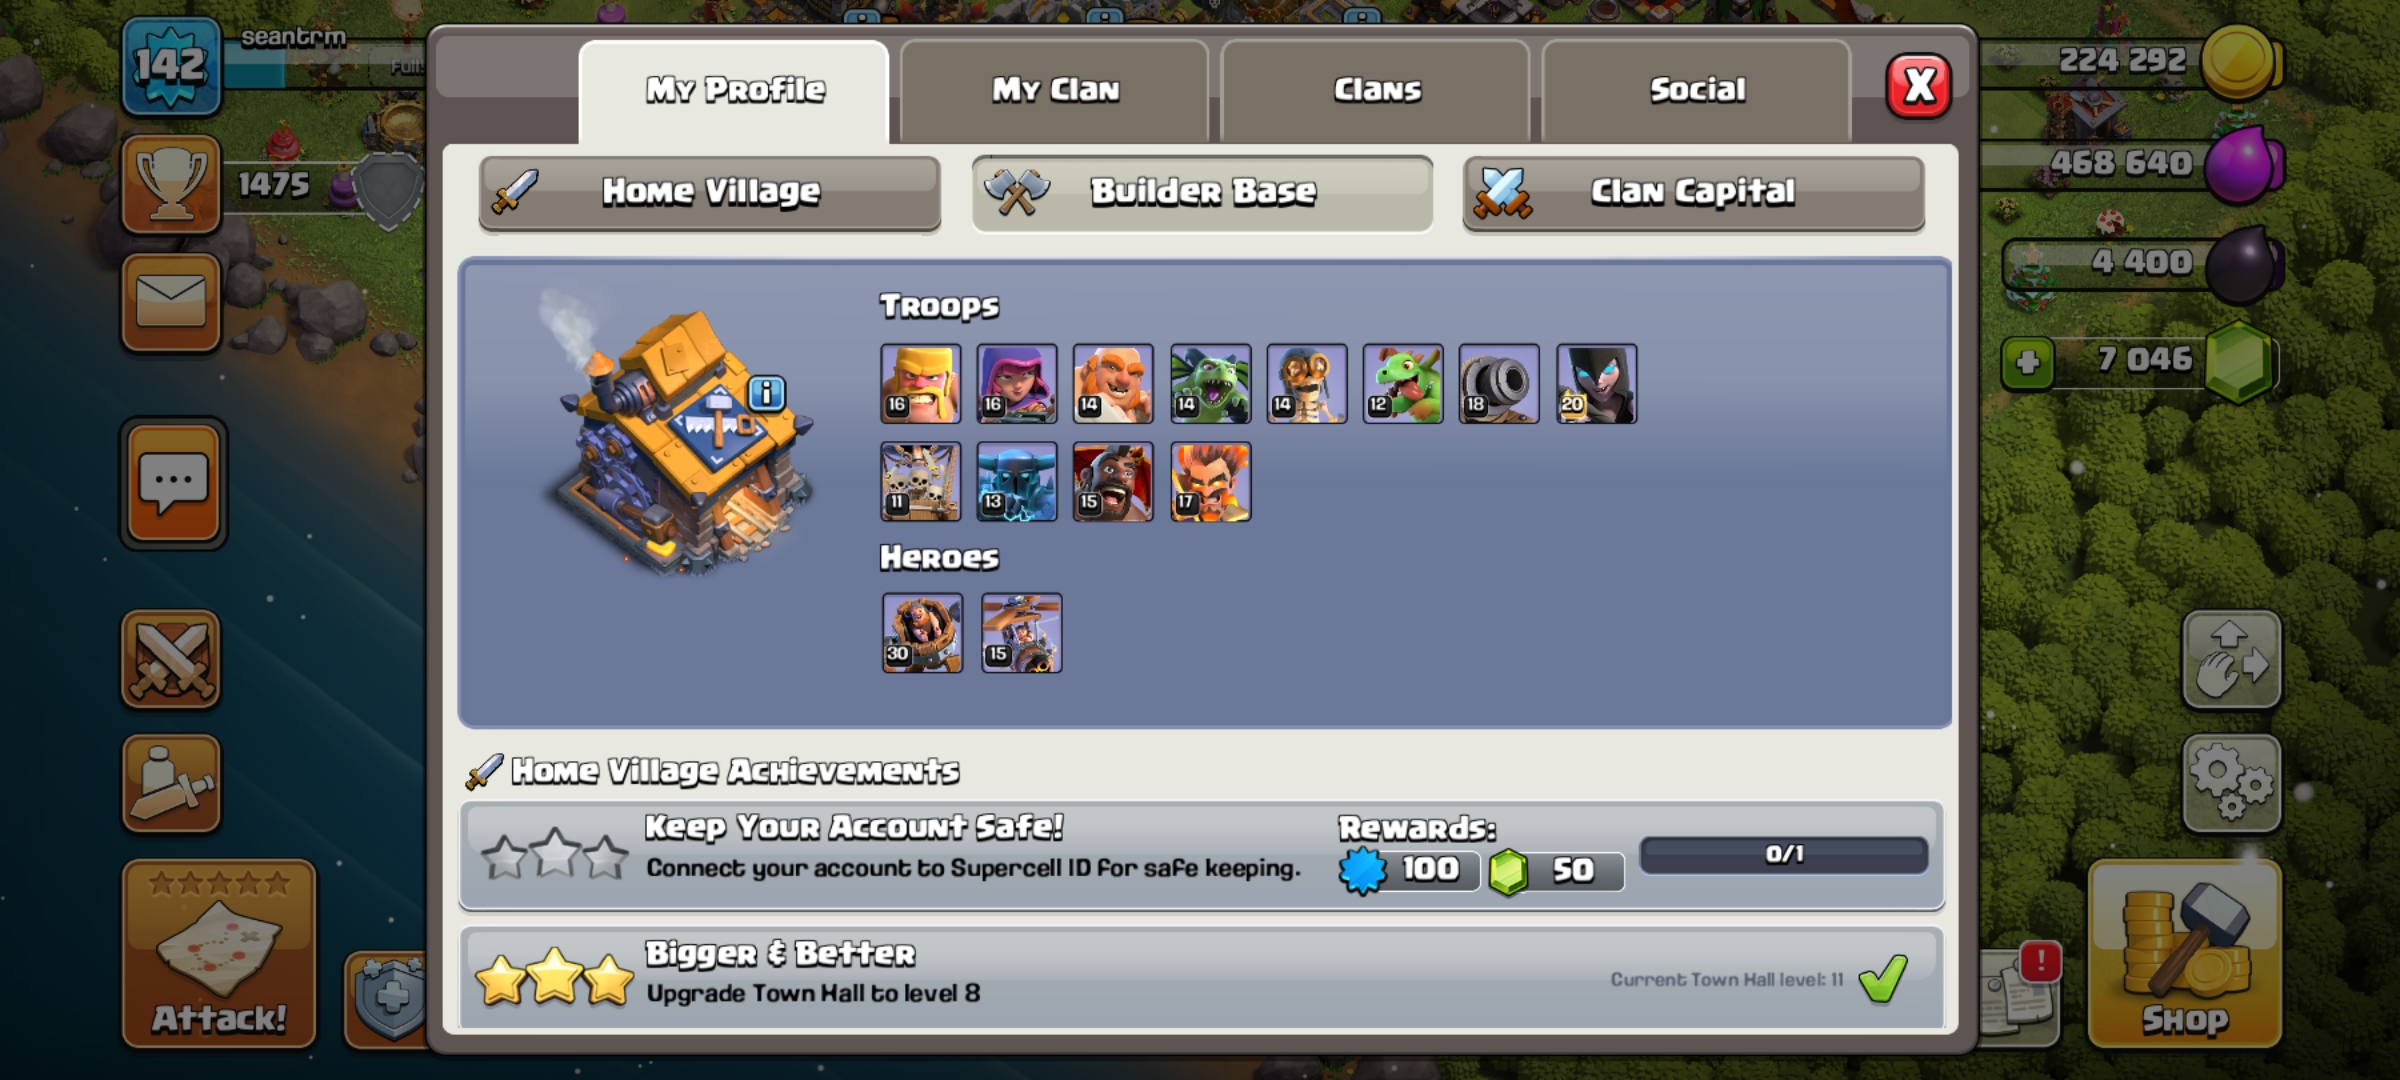 142
seantrm
Full!
1475
Attack!
My Profile
My Clan
Clans
Social
X
Home Village
Builder Base
Clan Capital
i
Troops
16
16
14
14
14
12
18
20
11
13
15
17
Heroes
30
15
Home Village Achievements
Keep Your Account Safe!
Connect your account to Supercell ID for safe keeping.
Rewards:
100
50
0/1
Bigger & Better
Upgrade Town Hall to level 8
Current Town Hall level: 11
224 292
468 640
4 400
7 046
!
Shop